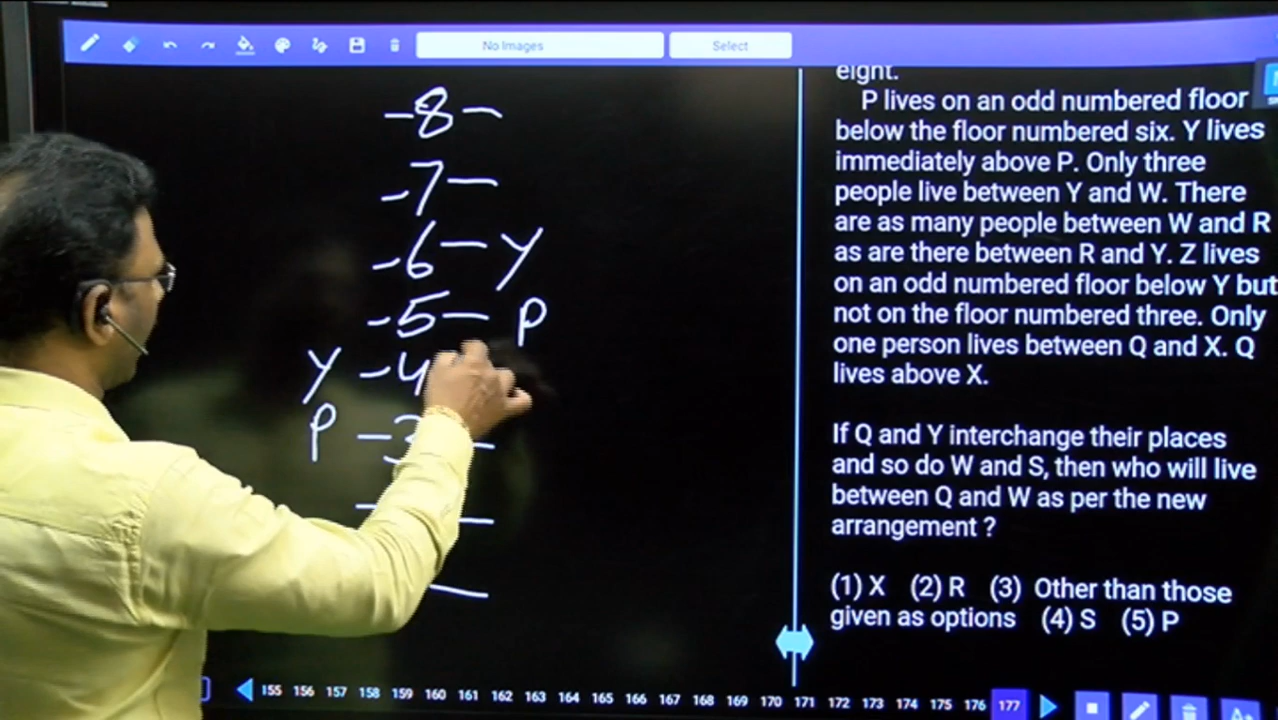 No Images
Select
eight.
P lives on an odd numbered floor
below the floor numbered six. Y lives
immediately above P. Only three
people live between Y and W. There
are as many people between W and R
as are there between R and Y. Z lives
on an odd numbered floor below Y but
not on the floor numbered three. Only
one person lives between Q and X. Q
lives above X.
If Q and Y interchange their places
and so do W and S, then who will live
between Q and W as per the new
arrangement ?
(1) X (2) R (3) Other than those
given as options (4) S (5) P
-8-
-7-
-6- Y
-5- P
Y -4
P -3-
155 156 157 158 159 160 161 162 163 164 165 166 167 168 169 170 171 172 173 174 175 176 177